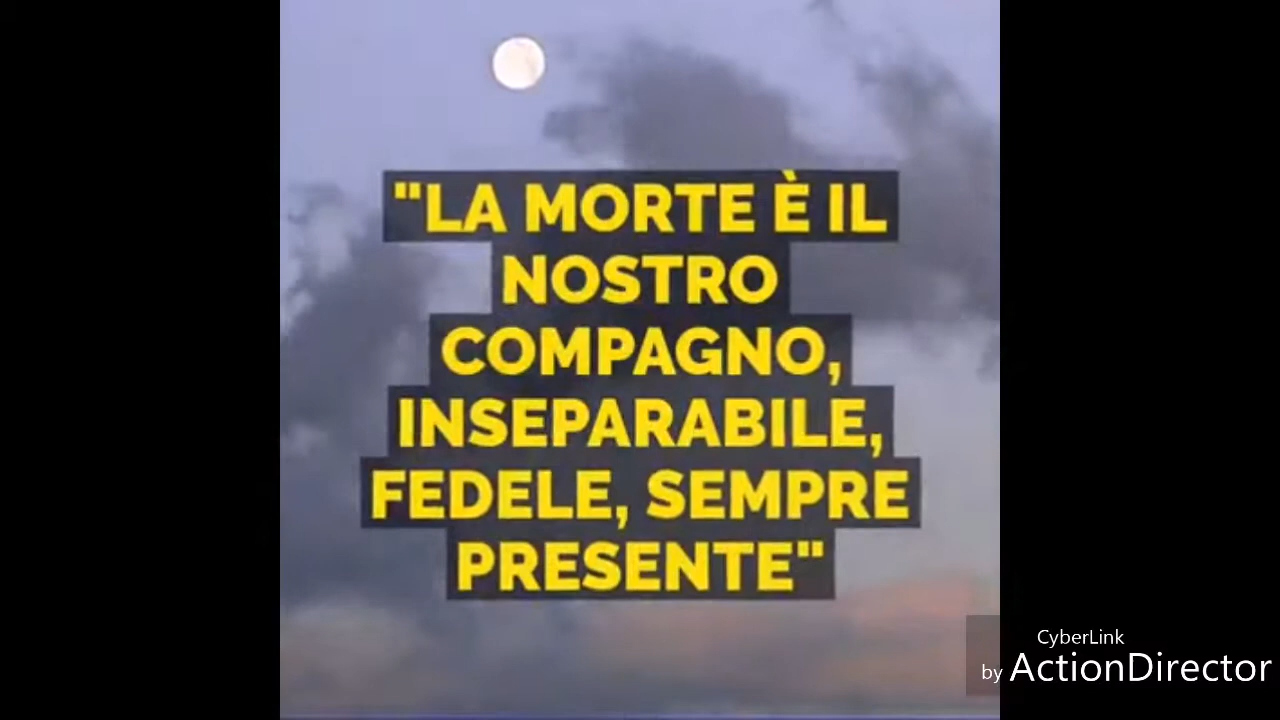 "LA MORTE È IL
NOSTRO
COMPAGNO,
INSEPARABILE,
FEDELE, SEMPRE
PRESENTE"
CyberLink
by ActionDirector